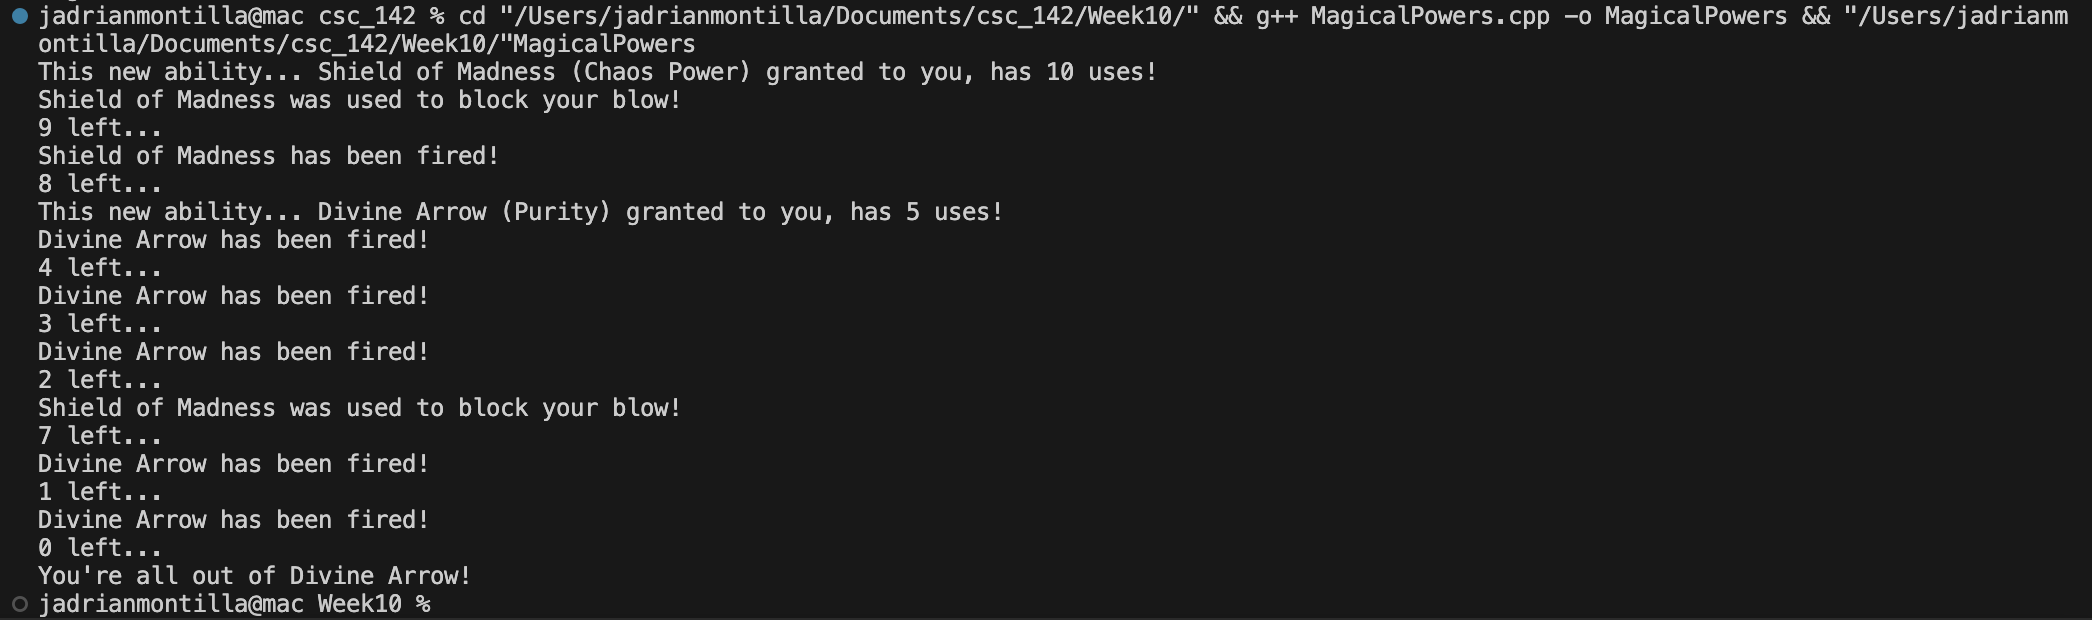 jadrianmontilla@mac csc_142 % cd "/Users/jadrianmontilla/Documents/csc_142/Week10/" && g++ MagicalPowers.cpp -o MagicalPowers && "/Users/jadrianm
ontilla/Documents/csc_142/Week10/"MagicalPowers
This new ability... Shield of Madness (Chaos Power) granted to you, has 10 uses!
Shield of Madness was used to block your blow!
9 left...
Shield of Madness has been fired!
8 left...
This new ability... Divine Arrow (Purity) granted to you, has 5 uses!
Divine Arrow has been fired!
4 left...
Divine Arrow has been fired!
3 left...
Divine Arrow has been fired!
2 left...
Shield of Madness was used to block your blow!
7 left...
Divine Arrow has been fired!
1 left...
Divine Arrow has been fired!
0 left...
You're all out of Divine Arrow!
jadrianmontilla@mac Week10 %